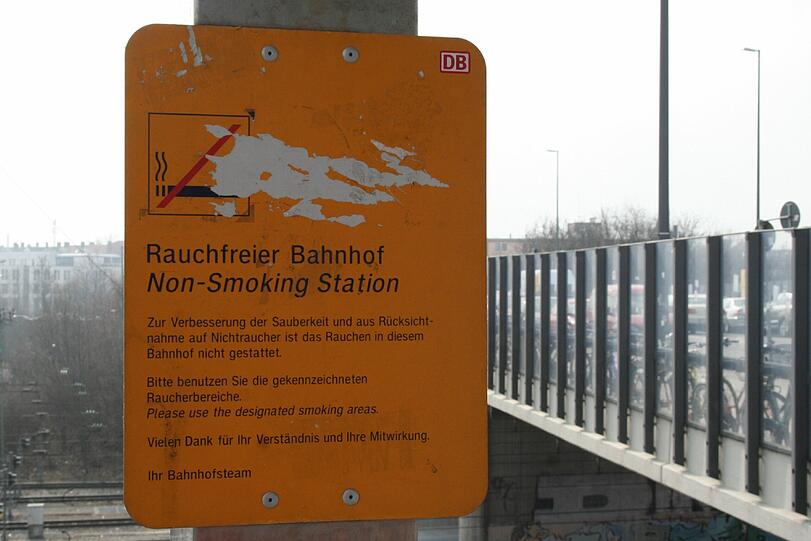 DB
Rauchfreier Bahnhof
Non-Smoking Station
Zur Verbesserung der Sauberkeit und aus Rücksicht-
nahme auf Nichtraucher ist das Rauchen in diesem
Bahnhof nicht gestattet.
Bitte benutzen Sie die gekennzeichneten
Raucherbereiche.
Please use the designated smoking areas.
Vielen Dank für Ihr Verständnis und Ihre Mitwirkung.
Ihr Bahnhofsteam